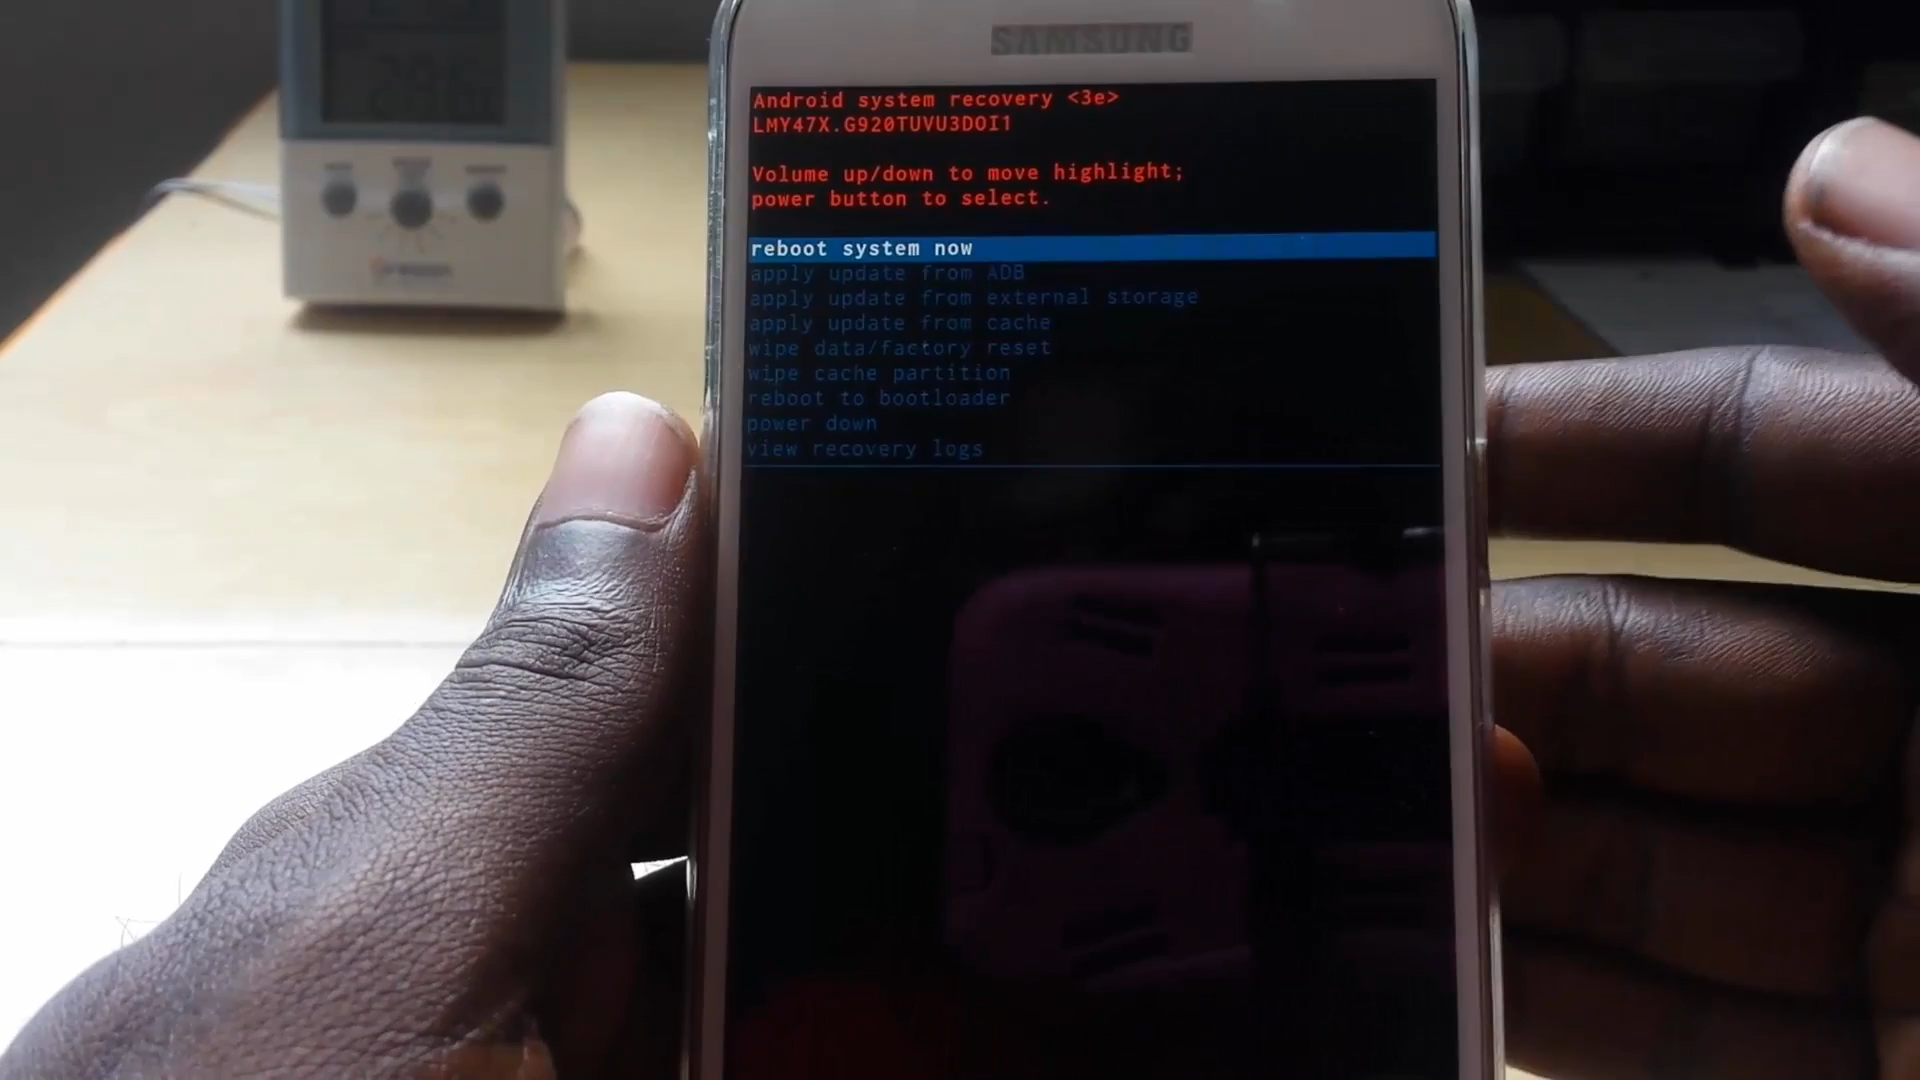 SAMSUNG
Android system recovery <3e>
LMY47X.G920TUVU3DOI1
Volume up/down to move highlight;
power button to select.
reboot system now
apply update from ADB
apply update from external storage
apply update from cache
wipe data/factory reset
wipe cache partition
reboot to bootloader
power down
view recovery logs